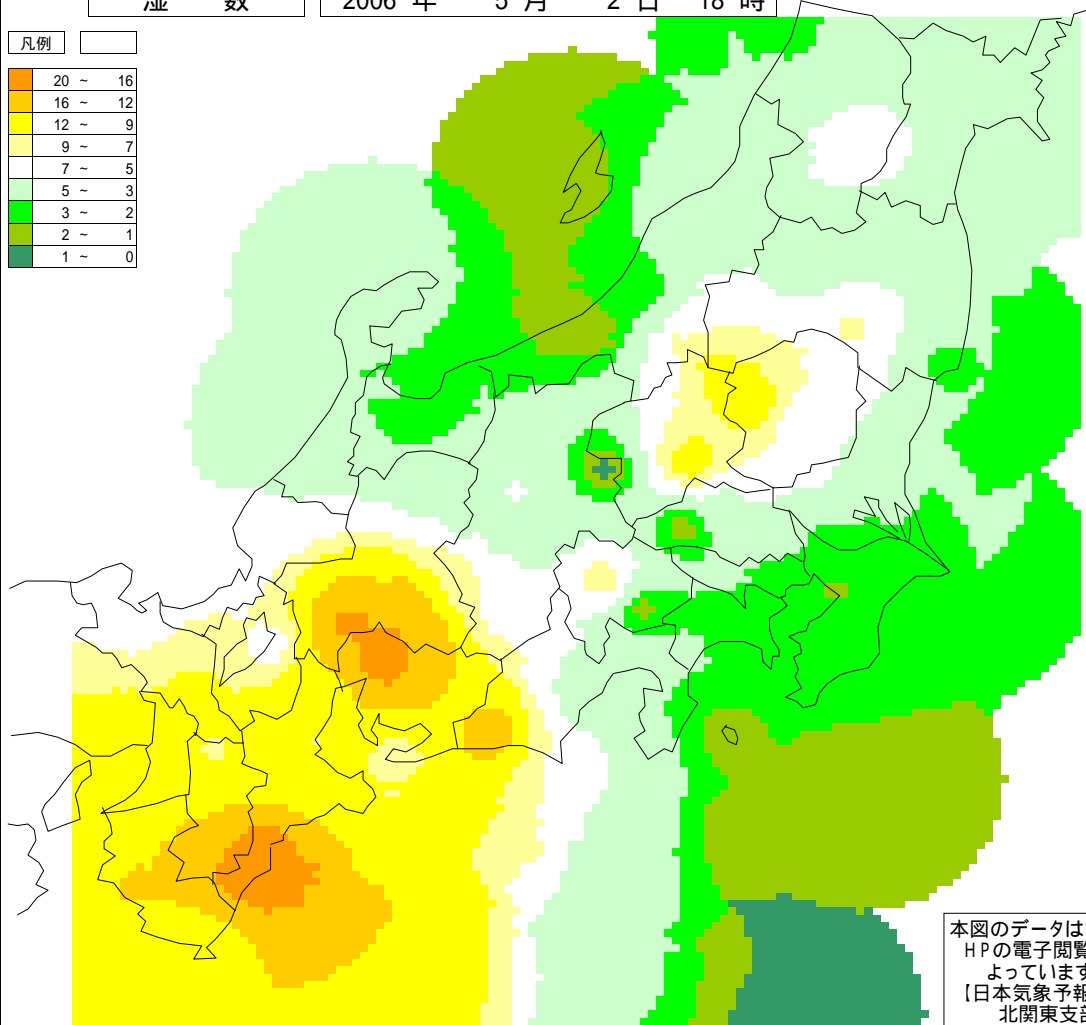 湿 数 2006 年 5 月 2 日 18 時
凡例
20 ~ 16
16 ~ 12
12 ~ 9
9 ~ 7
7 ~ 5
5 ~ 3
3 ~ 2
2 ~ 1
1 ~ 0
本図のデータは
HPの電子閲覧
よっています
【日本気象予報
北関東支部